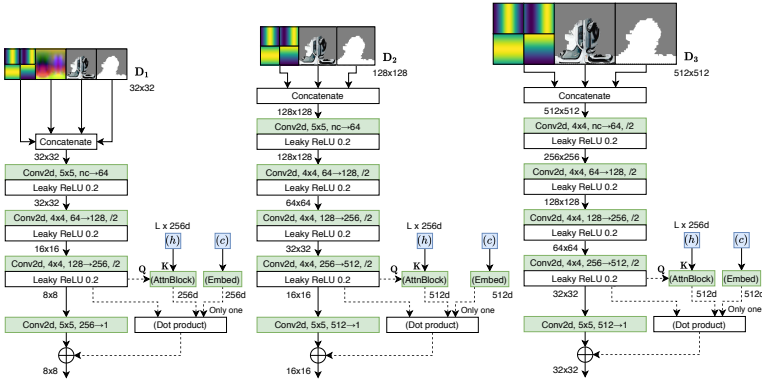 D1
32x32
Concatenate
32x32
Conv2d, 5x5, nc→64
Leaky ReLU 0.2
32x32
Conv2d, 4x4, 64→128, /2
Leaky ReLU 0.2
16x16
L x 256d
(h)
(c)
Conv2d, 4x4, 128→256, /2
Leaky ReLU 0.2
Q
K
(AttnBlock)
(Embed)
8x8
256d
256d
Only one
Conv2d, 5x5, 256→1
(Dot product)
8x8
D2
128x128
Concatenate
128x128
Conv2d, 5x5, nc→64
Leaky ReLU 0.2
128x128
Conv2d, 4x4, 64→128, /2
Leaky ReLU 0.2
64x64
Conv2d, 4x4, 128→256, /2
Leaky ReLU 0.2
32x32
L x 256d
(h)
(c)
Conv2d, 4x4, 256→512, /2
Leaky ReLU 0.2
Q
K
(AttnBlock)
(Embed)
16x16
512d
512d
Only one
Conv2d, 5x5, 512→1
(Dot product)
16x16
D3
512x512
Concatenate
512x512
Conv2d, 4x4, nc→64, /2
Leaky ReLU 0.2
256x256
Conv2d, 4x4, 64→128, /2
Leaky ReLU 0.2
128x128
Conv2d, 4x4, 128→256, /2
Leaky ReLU 0.2
64x64
L x 256d
(h)
(c)
Conv2d, 4x4, 256→512, /2
Leaky ReLU 0.2
Q
K
(AttnBlock)
(Embed)
32x32
512d
512d
Only one
Conv2d, 5x5, 512→1
(Dot product)
32x32